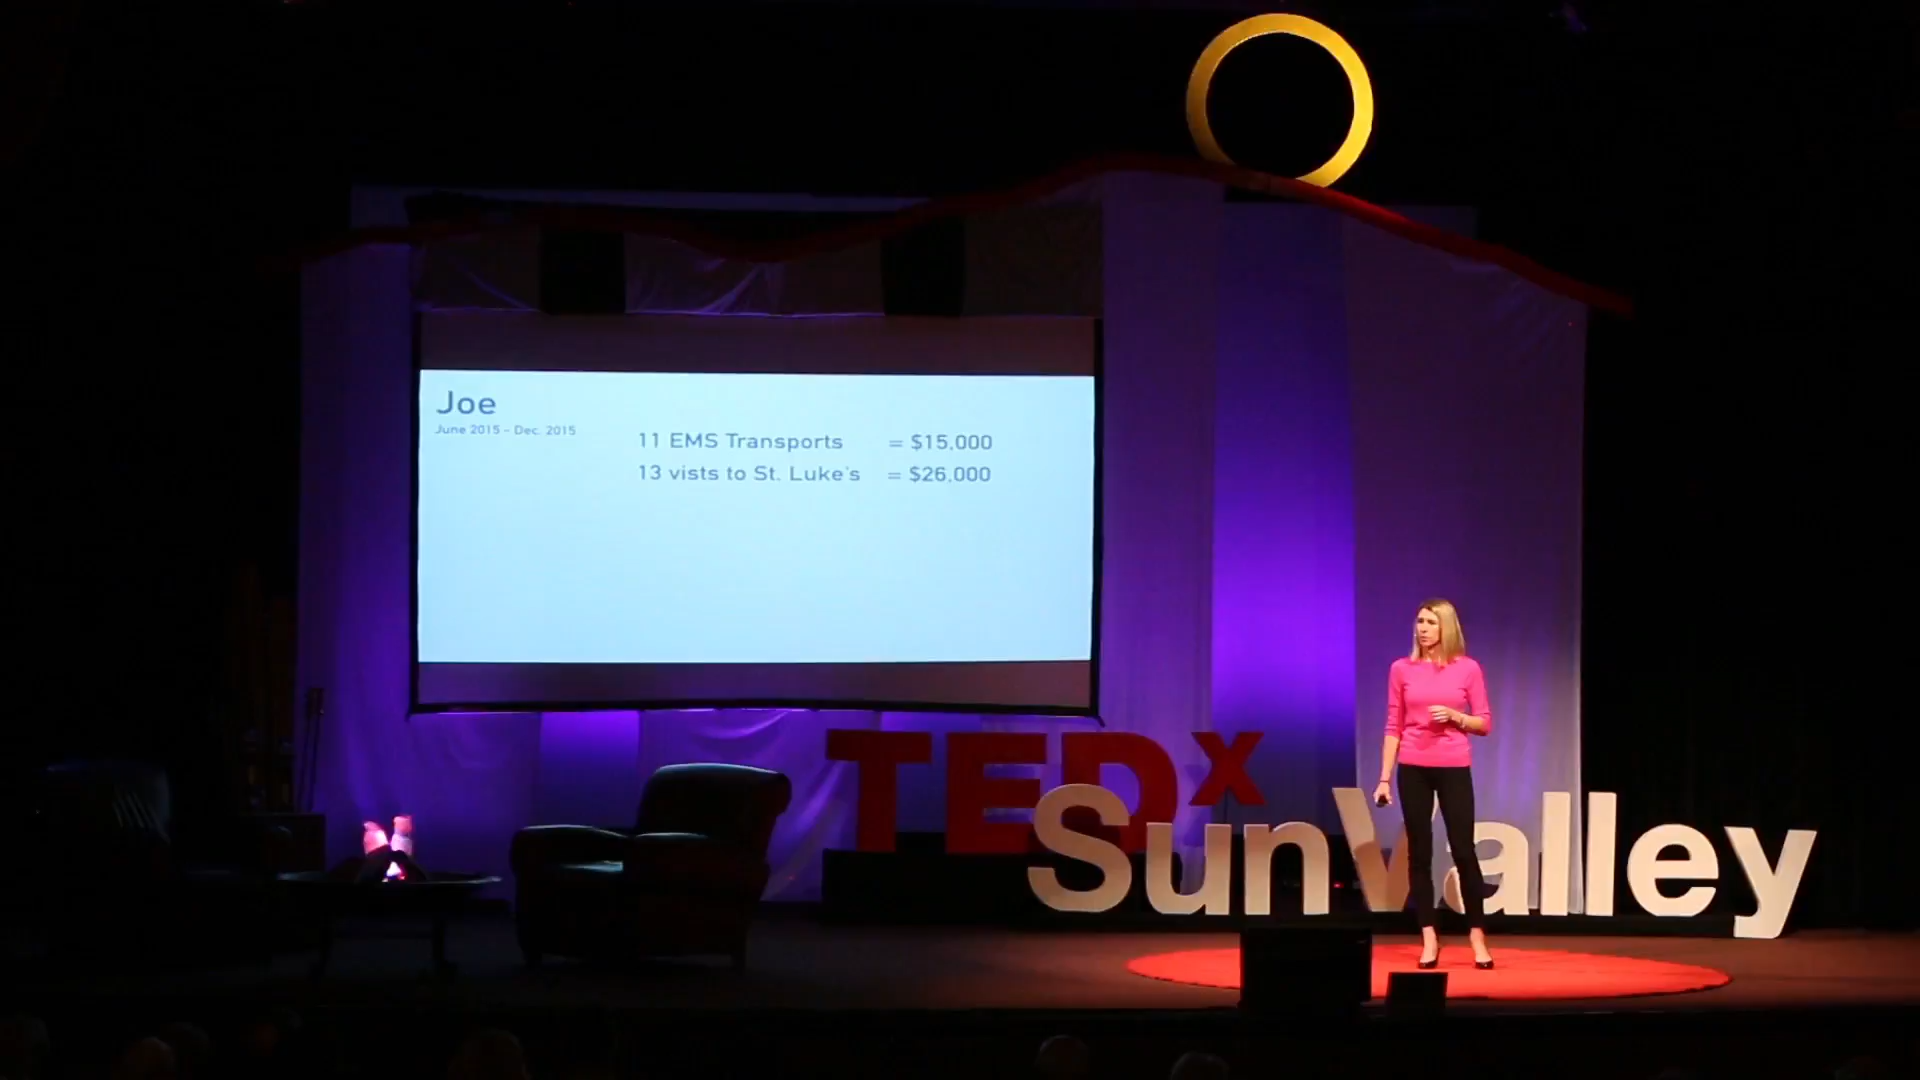 Joe
June 2015 - Dec. 2015
11 EMS Transports = $15,000
13 vists to St. Luke's = $26,000
TEDx
SunValley